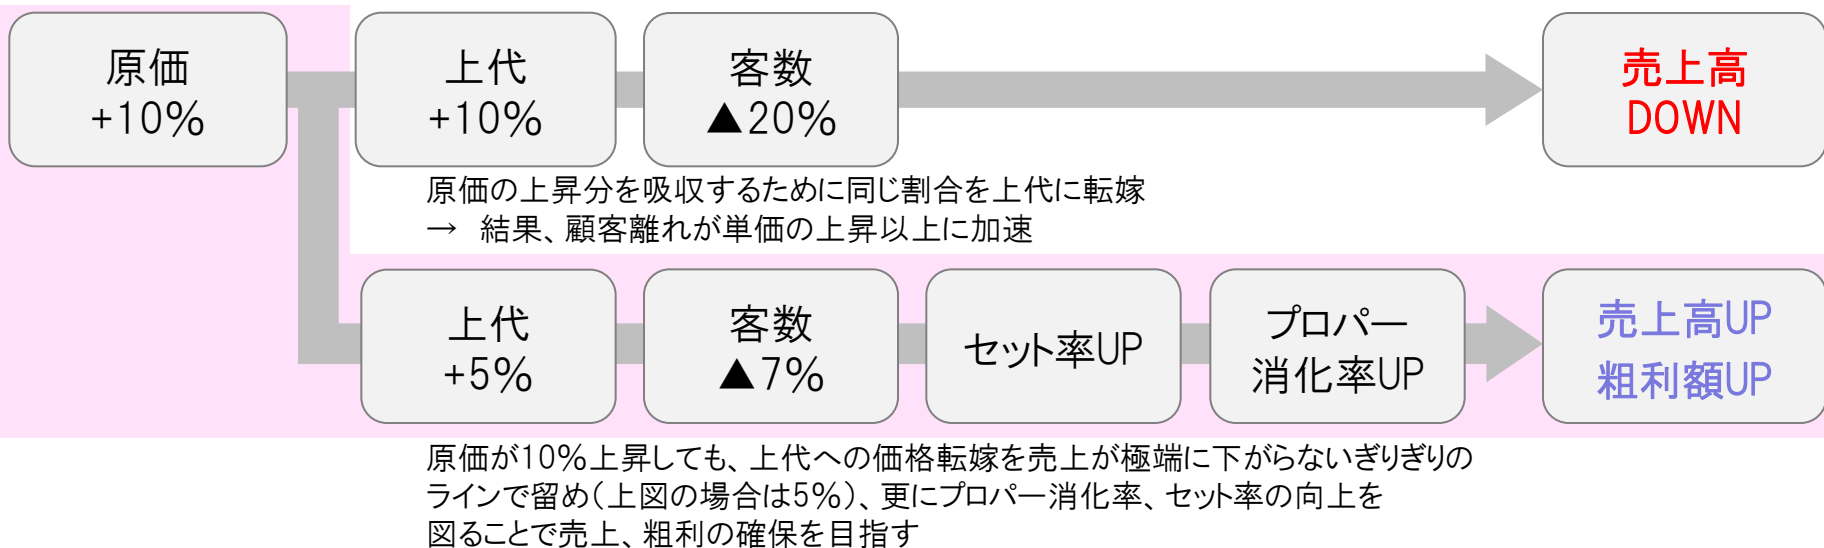 原価
+10%
上代
+10%
客数
▲20%
売上高
DOWN
原価の上昇分を吸収するために同じ割合を上代に転嫁
→ 結果、顧客離れが単価の上昇以上に加速
上代
+5%
客数
▲7%
セット率UP
プロパー
消化率UP
売上高UP
粗利額UP
原価が10%上昇しても、上代への価格転嫁を売上が極端に下がらないぎりぎりの
ラインで留め(上図の場合は5%)、更にプロパー消化率、セット率の向上を
図ることで売上、粗利の確保を目指す